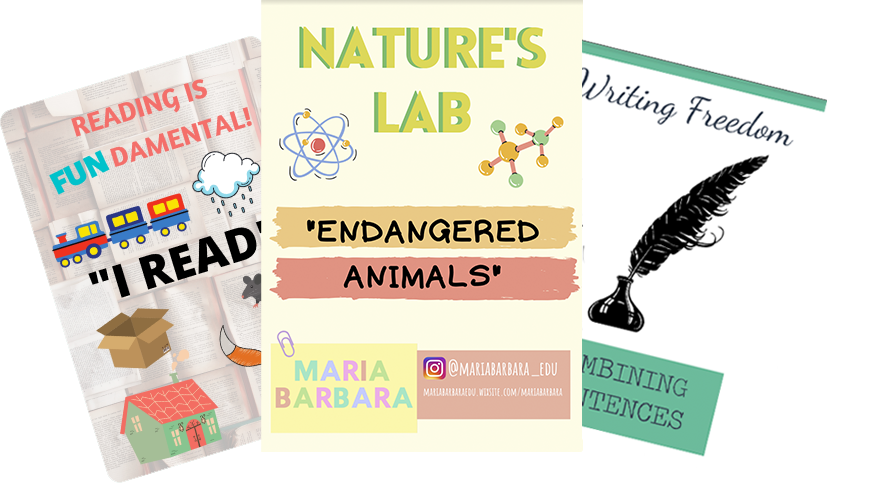 READING IS
FUN DAMENTAL!
"I READ
NATURE'S
LAB
"ENDANGERED
ANIMALS"
MARIA
BARBARA
@MARIABARBARA_EDU
MARIABARBARAEDU.WIXSITE.COM/MARIABARBARA
Writing Freedom
MBINING
NTENCES